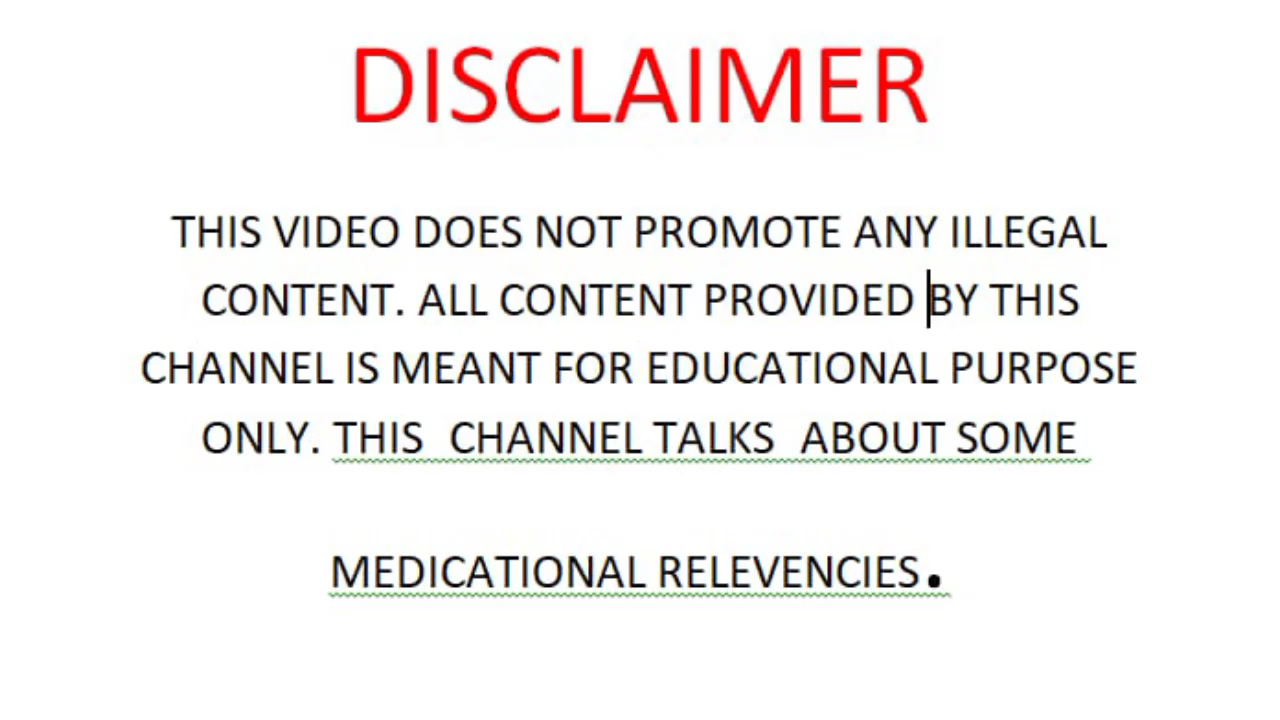 DISCLAIMER
THIS VIDEO DOES NOT PROMOTE ANY ILLEGAL
CONTENT. ALL CONTENT PROVIDED BY THIS
CHANNEL IS MEANT FOR EDUCATIONAL PURPOSE
ONLY. THIS  CHANNEL TALKS  ABOUT SOME
MEDICATIONAL RELEVENCIES.